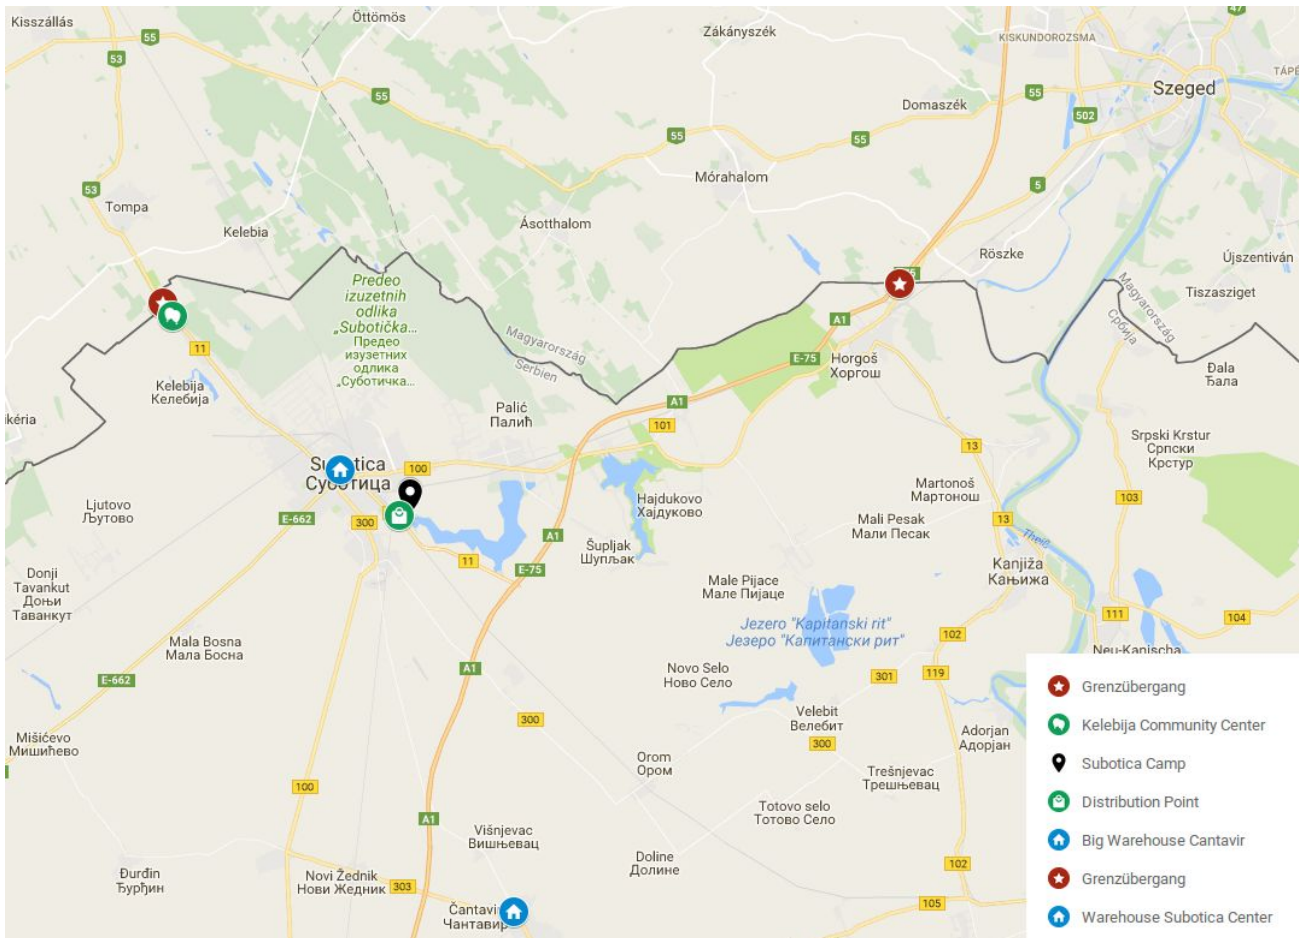 Kisszállás
Öttömös
Zákányszék
KISKUNDOROZSMA
47
55
53
55
Szeged
TÁPÉ
Domaszék
55
502
55
55
Mórahalom
53
5
Tompa
Kelebia
Ásotthalom
Röszke
Újszentiván
Tiszasziget
Magyarország
Србија
Predeo
izuzetnih
odlika
„Subotička...
Предео
изузетних
одлика
„Суботичка...
Magyarország
Serbien
11
A1
E-75
Horgoš
Хоргош
Đala
Ђала
Kelebija
Келебија
ikéria
Palić
Палић
A1
101
13
Srpski Krstur
Српски
Крстур
Subotica
Суботица
100
Ljutovo
Љутово
E-662
300
Hajdukovo
Хајдуково
Martonoš
Мартонош
103
Mali Pesak
Мали Песак
13
Theiß
A1
Šupljak
Шупљак
11
E-75
Kanjiža
Кањижа
Donji
Tavankut
Доњи
Таванкут
Male Pijace
Мале Пијаце
Jezero "Kapitanski rit"
Језеро "Капитански рит"
111
104
102
Neu-Kanischa
Mala Bosna
Мала Босна
A1
E-662
Novo Selo
Ново Село
301
119
300
Velebit
Велебит
300
Adorjan
Адорјан
Mišićevo
Мишићево
Orom
Ором
Trešnjevac
Трешњевац
100
Totovo selo
Тотово Село
A1
Višnjevac
Вишњевац
Doline
Долине
102
Đurđin
Ђурђин
Novi Žednik
Нови Жедник
303
105
Čantavir
Чантавир
Grenzübergang
Kelebija Community Center
Subotica Camp
Distribution Point
Big Warehouse Cantavir
Grenzübergang
Warehouse Subotica Center